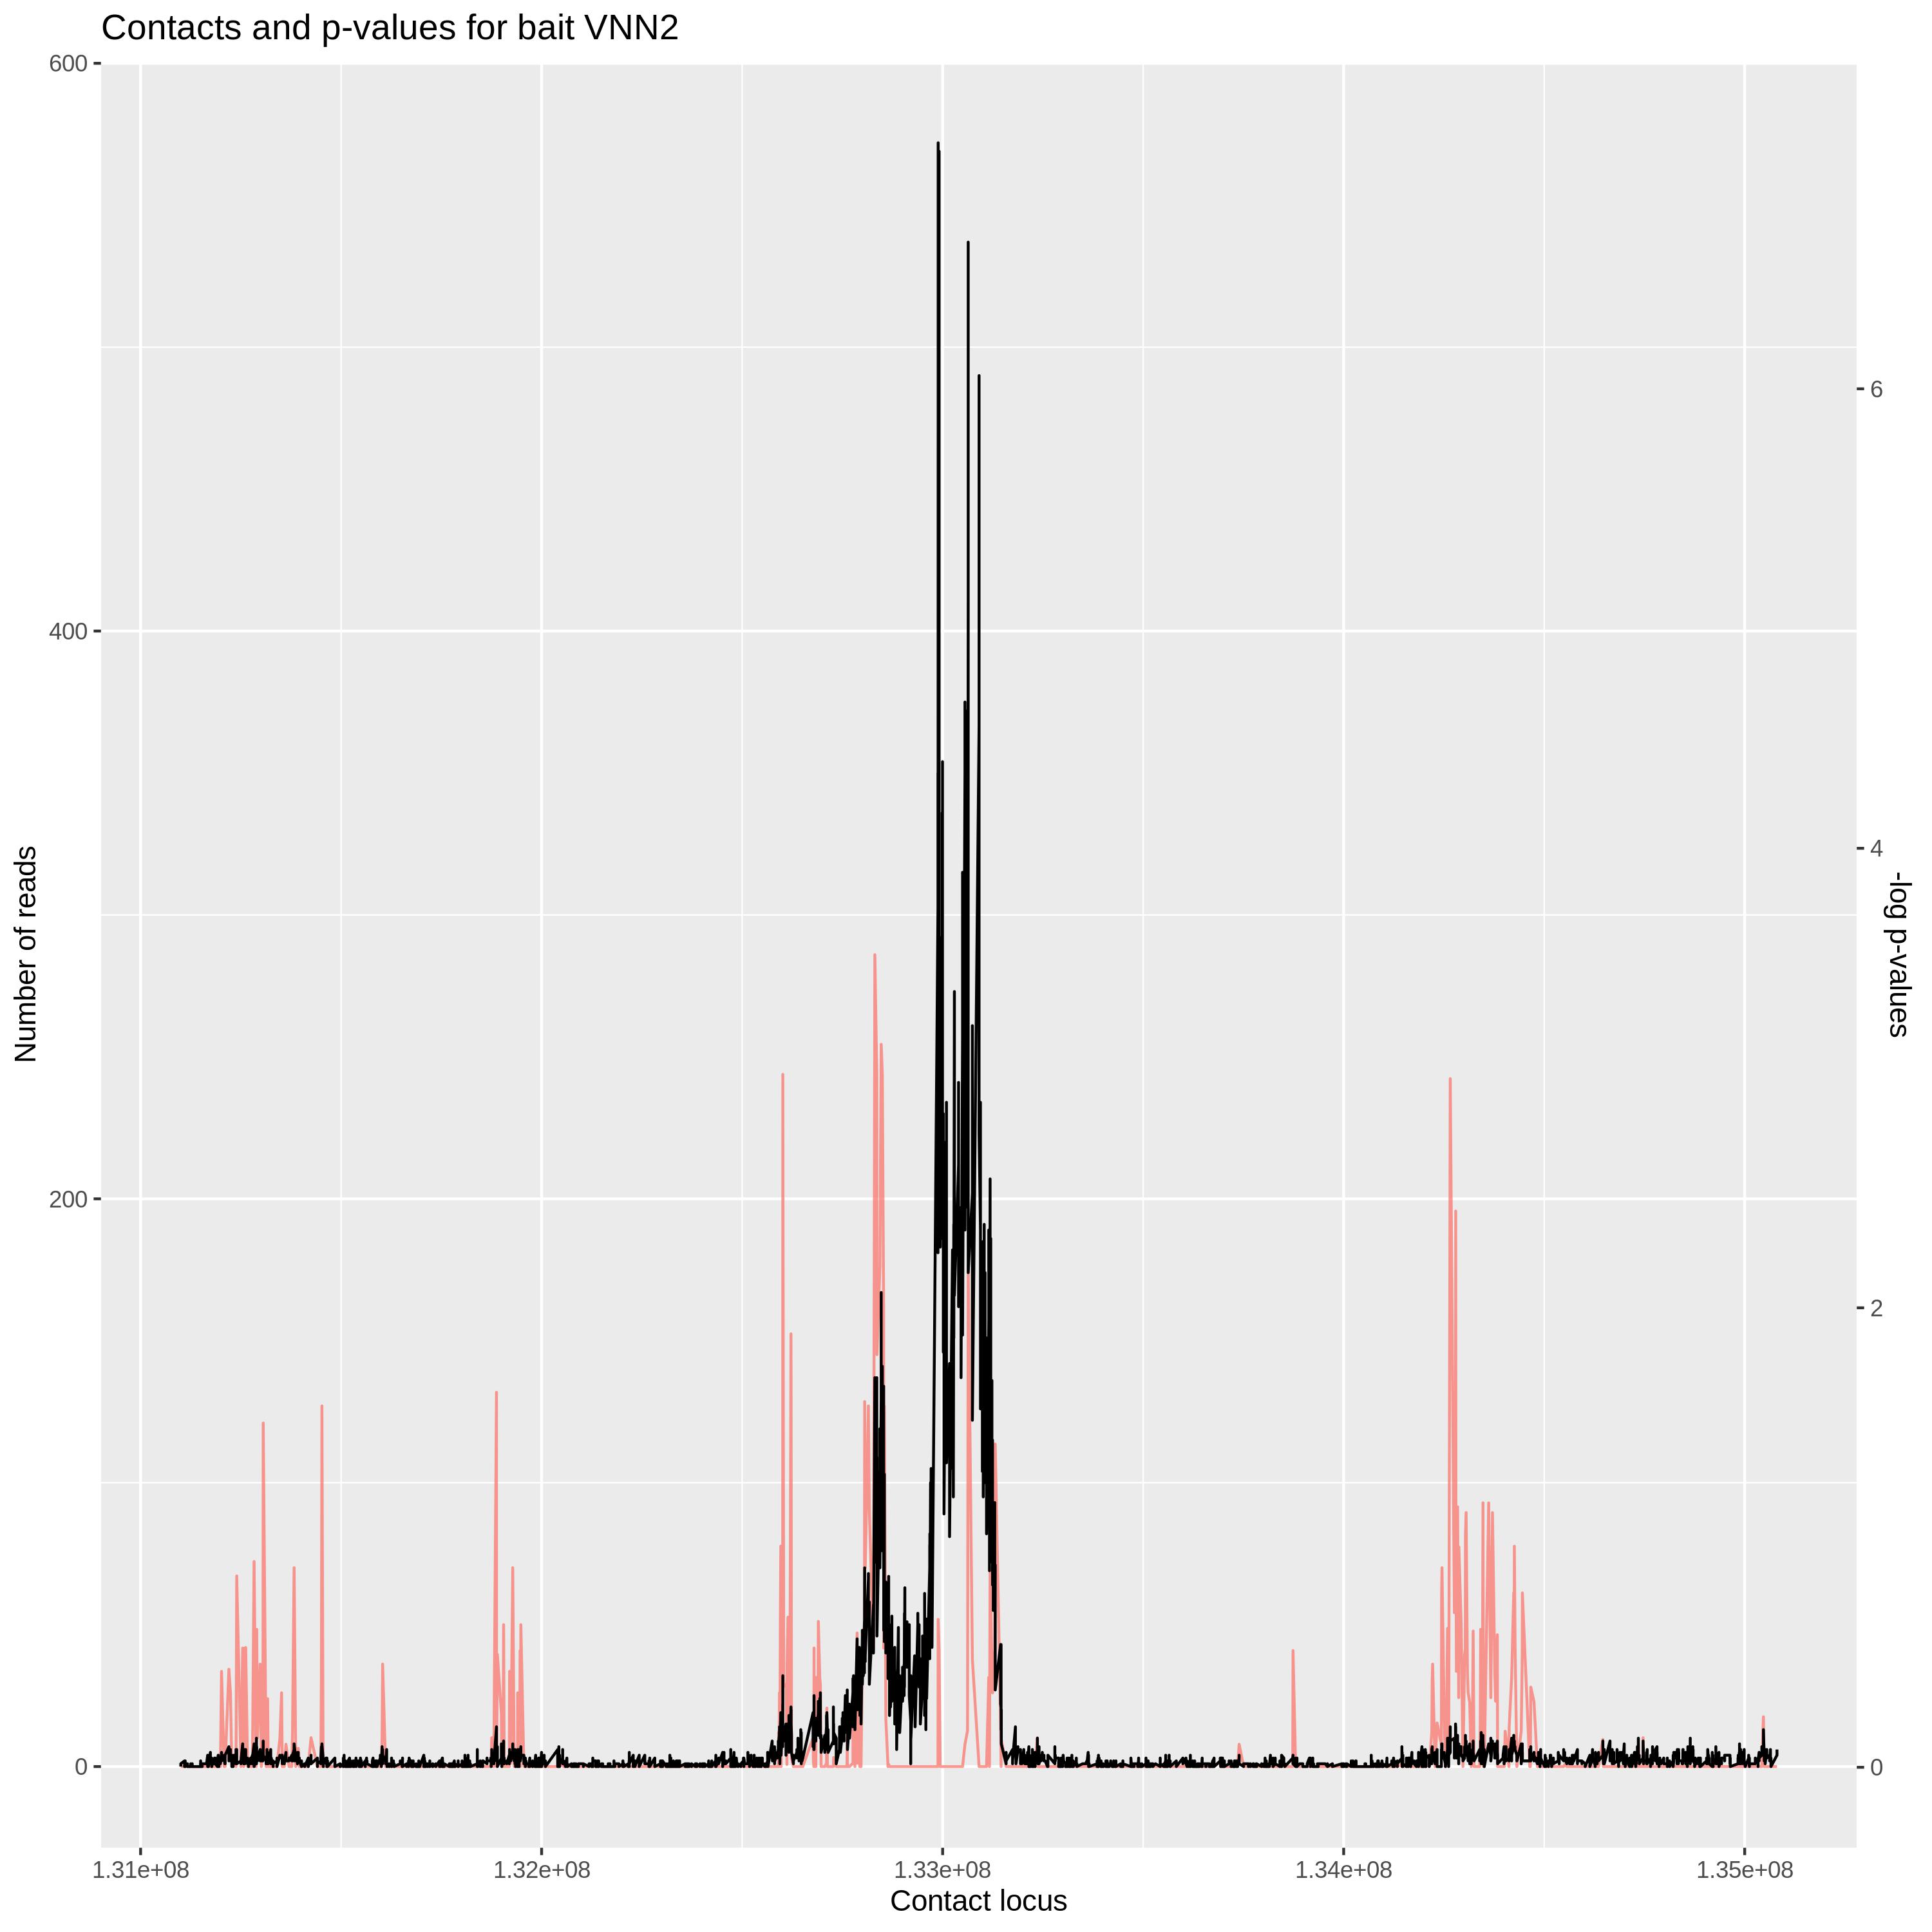 Contacts and p-values for bait VNN2
600
400
200
0
Number of reads
6
4
2
0
-log p-values
1.31e+08
1.32e+08
1.33e+08
1.34e+08
1.35e+08
Contact locus